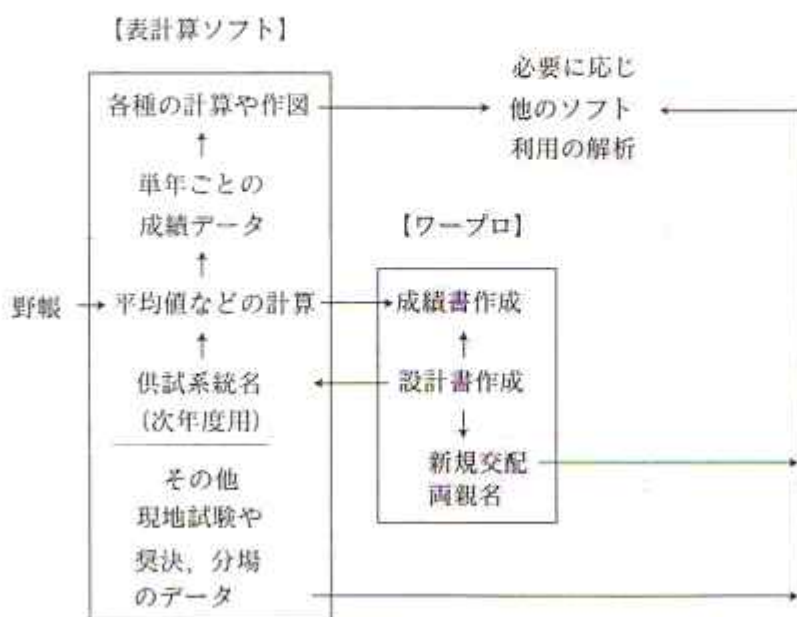 【表計算ソフト】
各種の計算や作図
単年ごとの
成績データ
野帳
平均値などの計算
供試系統名
(次年度用)
その他
現地試験や
奨決，分場
のデータ
必要に応じ
他のソフト
利用の解析
【ワープロ】
成績書作成
設計書作成
新規交配
両親名